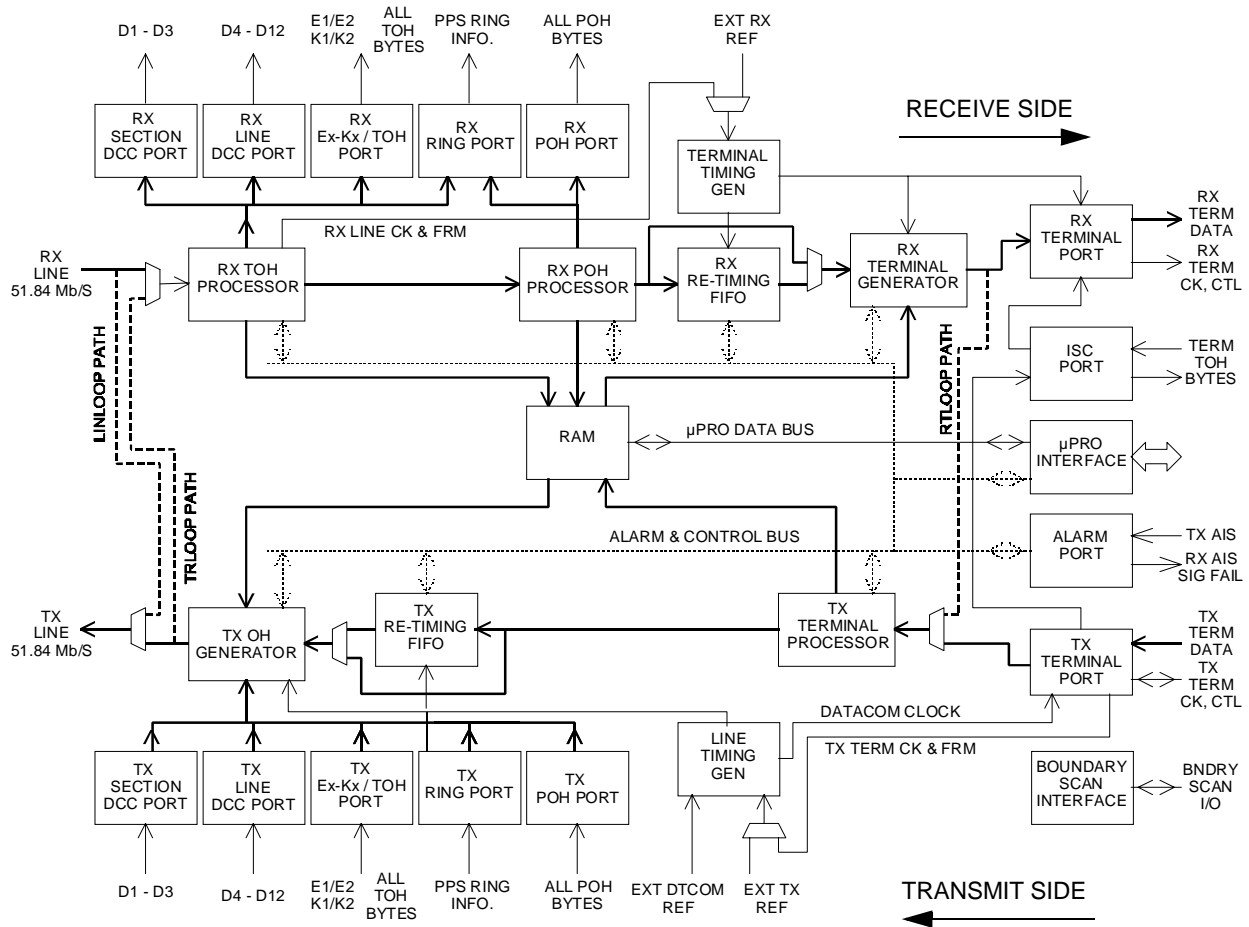 D1 - D3
D4 - D12
E1/E2
K1/K2
ALL
TOH
BYTES
PPS RING
INFO.
ALL POH
BYTES
EXT RX
REF
RX
SECTION
DCC PORT
RX
LINE
DCC PORT
RX
Ex-Kx / TOH
PORT
RX
RING PORT
RX
POH PORT
RECEIVE SIDE
TERMINAL
TIMING
GEN
RX LINE CK & FRM
RX
LINE
51.84 Mb/S
RX TOH
PROCESSOR
RX POH
PROCESSOR
RX
RE-TIMING
FIFO
RX
TERMINAL
GENERATOR
RX
TERMINAL
PORT
RX
TERM
DATA
RX
TERM
CK, CTL
LINLOOP PATH
TRLOOP PATH
RTLOOP PATH
ISC
PORT
TERM
TOH
BYTES
RAM
µPRO DATA BUS
µPRO
INTERFACE
ALARM & CONTROL BUS
ALARM
PORT
TX AIS
RX AIS
SIG FAIL
TX
LINE
51.84 Mb/S
TX OH
GENERATOR
TX
RE-TIMING
FIFO
TX
TERMINAL
PROCESSOR
TX
TERMINAL
PORT
TX
TERM
DATA
TX
TERM
CK, CTL
DATACOM CLOCK
TX TERM CK & FRM
LINE
TIMING
GEN
TX
SECTION
DCC PORT
TX
LINE
DCC PORT
TX
Ex-Kx / TOH
PORT
TX
RING PORT
TX
POH PORT
BOUNDARY
SCAN
INTERFACE
BNDRY
SCAN
I/O
D1 - D3
D4 - D12
E1/E2
K1/K2
ALL
TOH
BYTES
PPS RING
INFO.
ALL POH
BYTES
EXT DTCOM
REF
EXT TX
REF
TRANSMIT SIDE